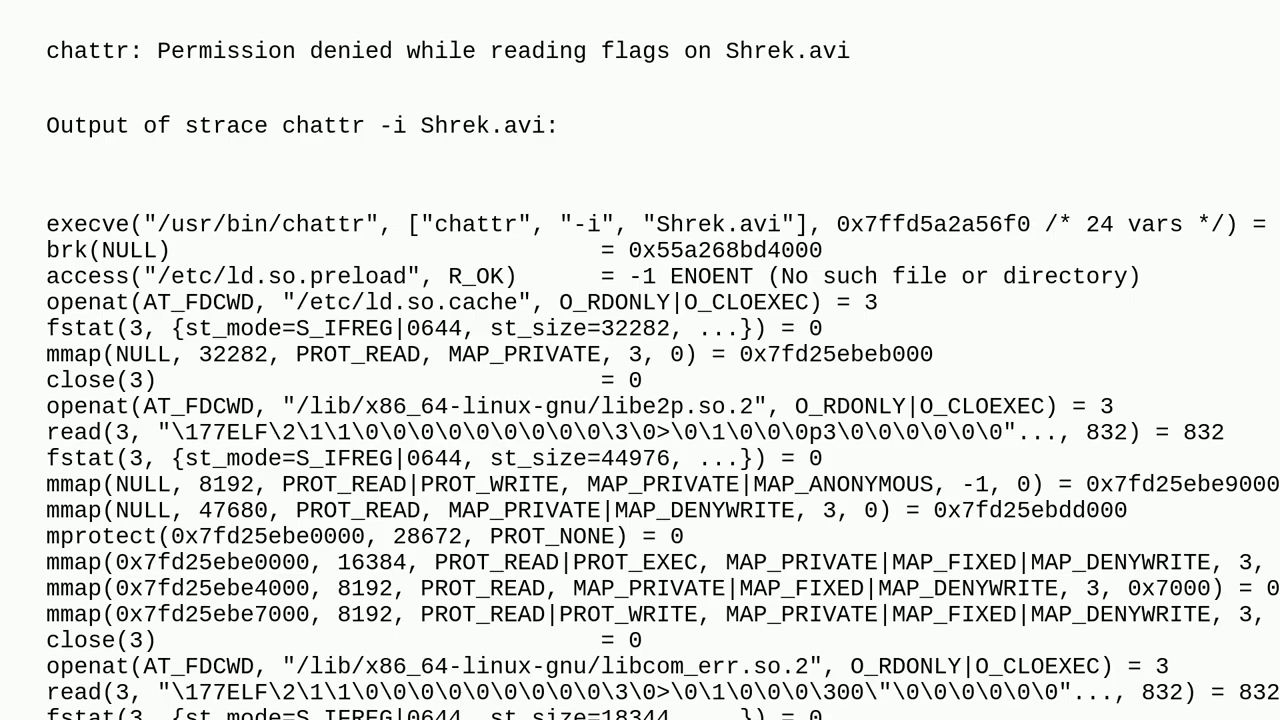 chattr: Permission denied while reading flags on Shrek.avi
Output of strace chattr -i Shrek.avi:
execve("/usr/bin/chattr", ["chattr", "-i", "Shrek.avi"], 0x7ffd5a2a56f0 /* 24 vars */) =
brk(NULL)                               = 0x55a268bd4000
access("/etc/ld.so.preload", R_OK)      = -1 ENOENT (No such file or directory)
openat(AT_FDCWD, "/etc/ld.so.cache", O_RDONLY|O_CLOEXEC) = 3
fstat(3, {st_mode=S_IFREG|0644, st_size=32282, ...}) = 0
mmap(NULL, 32282, PROT_READ, MAP_PRIVATE, 3, 0) = 0x7fd25ebeb000
close(3)                                = 0
openat(AT_FDCWD, "/lib/x86_64-linux-gnu/libe2p.so.2", O_RDONLY|O_CLOEXEC) = 3
read(3, "\177ELF\2\1\1\0\0\0\0\0\0\0\0\0\3\0>\0\1\0\0\0p3\0\0\0\0\0\0"..., 832) = 832
fstat(3, {st_mode=S_IFREG|0644, st_size=44976, ...}) = 0
mmap(NULL, 8192, PROT_READ|PROT_WRITE, MAP_PRIVATE|MAP_ANONYMOUS, -1, 0) = 0x7fd25ebe9000
mmap(NULL, 47680, PROT_READ, MAP_PRIVATE|MAP_DENYWRITE, 3, 0) = 0x7fd25ebdd000
mprotect(0x7fd25ebe0000, 28672, PROT_NONE) = 0
mmap(0x7fd25ebe0000, 16384, PROT_READ|PROT_EXEC, MAP_PRIVATE|MAP_FIXED|MAP_DENYWRITE, 3,
mmap(0x7fd25ebe4000, 8192, PROT_READ, MAP_PRIVATE|MAP_FIXED|MAP_DENYWRITE, 3, 0x7000) = 0
mmap(0x7fd25ebe7000, 8192, PROT_READ|PROT_WRITE, MAP_PRIVATE|MAP_FIXED|MAP_DENYWRITE, 3,
close(3)                                = 0
openat(AT_FDCWD, "/lib/x86_64-linux-gnu/libcom_err.so.2", O_RDONLY|O_CLOEXEC) = 3
read(3, "\177ELF\2\1\1\0\0\0\0\0\0\0\0\0\3\0>\0\1\0\0\0\300\"\0\0\0\0\0\0"..., 832) = 832
fstat(3, {st_mode=S_IFREG|0644, st_size=18344, ...}) = 0